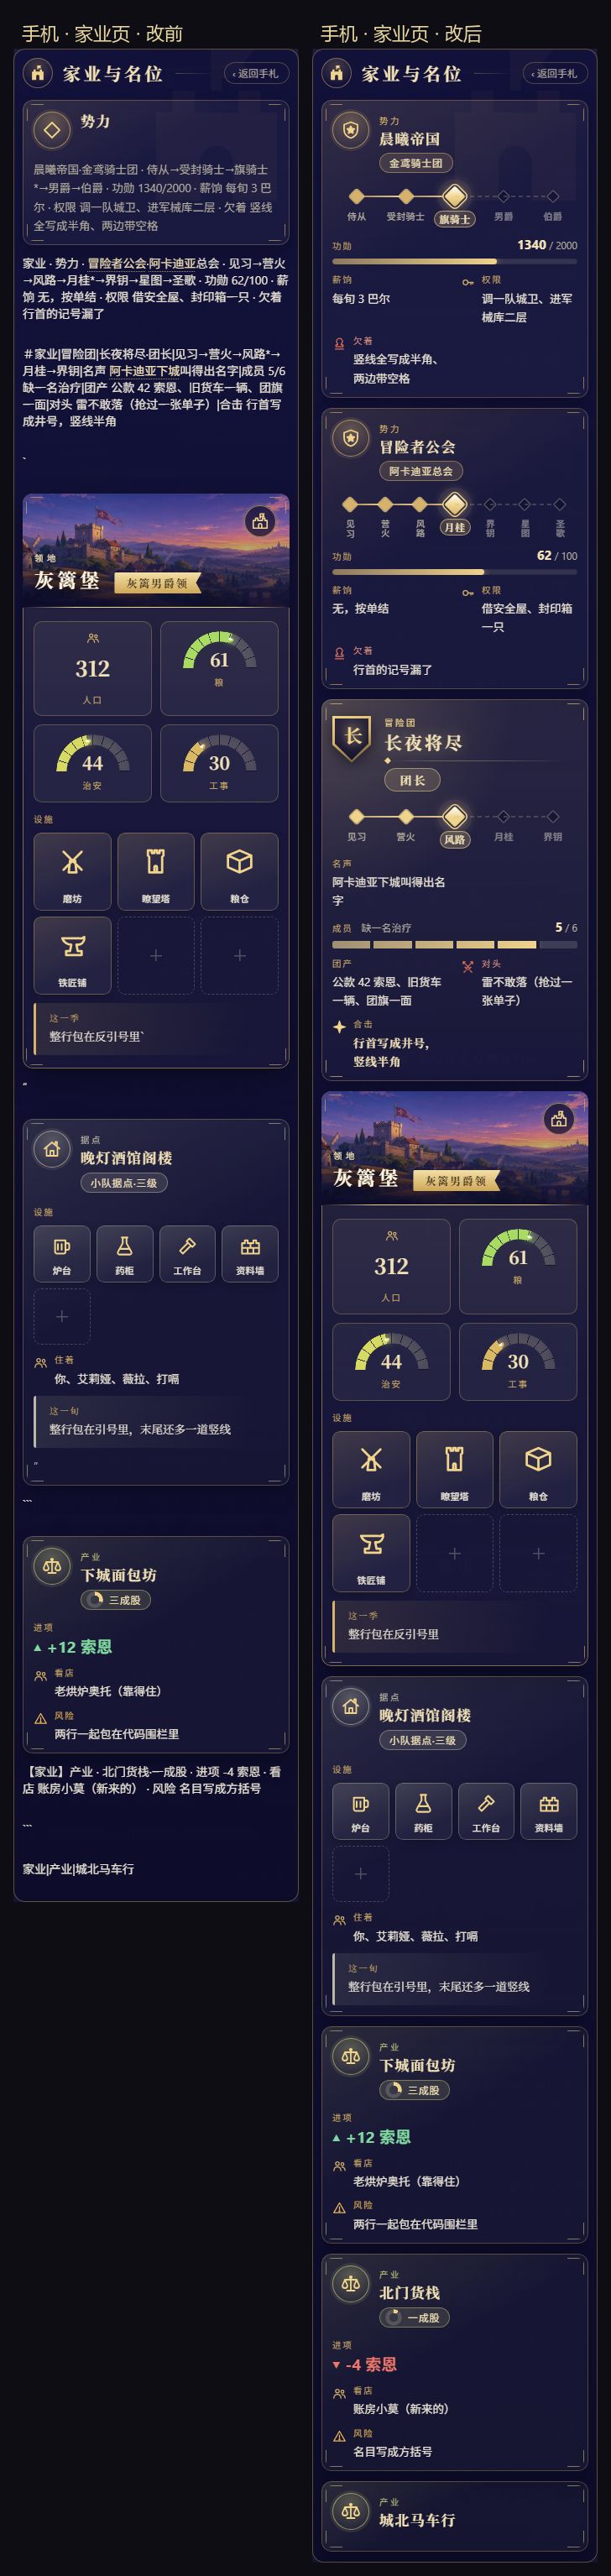 手机 · 家业页 · 改前
家业与名位
‹ 返回手札
势力
晨曦帝国·金鸢骑士团 · 侍从→受封骑士→旗骑士
*→男爵→伯爵 · 功勋 1340/2000 · 薪饷 每旬 3 巴
尔 · 权限 调一队城卫、进军械库二层 · 欠着 竖线
全写成半角、两边带空格
家业 · 势力 · 冒险者公会·阿卡迪亚总会 · 见习→营火
→风路→月桂*→界钥→星图→圣歌 · 功勋 62/100 · 薪
饷 无，按单结 · 权限 借安全屋、封印箱一只 · 欠着
行首的记号漏了
＃家业|冒险团|长夜将尽·团长|见习→营火→风路*→
月桂→界钥|名声 阿卡迪亚下城叫得出名字|成员 5/6
缺一名治疗|团产 公款 42 索恩、旧货车一辆、团旗
一面|对头 雷不敢落（抢过一张单子）|合击 行首写
成井号，竖线半角
`
领地
灰篱堡
灰篱男爵领
312
人口
61
粮
44
治安
30
工事
设施
磨坊
瞭望塔
粮仓
铁匠铺
这一季
整行包在反引号里`
“
据点
晚灯酒馆阁楼
小队据点·三级
设施
炉台
药柜
工作台
资料墙
住着
你、艾莉娅、薇拉、打嗝
这一旬
整行包在引号里，末尾还多一道竖线
”
```
产业
下城面包坊
三成股
进项
+12 索恩
看店
老烘炉奥托（靠得住）
风险
两行一起包在代码围栏里
【家业】产业 · 北门货栈·一成股 · 进项 -4 索恩 · 看
店 账房小莫（新来的） · 风险 名目写成方括号
```
家业|产业|城北马车行
手机 · 家业页 · 改后
家业与名位
‹ 返回手札
势力
晨曦帝国
金鸢骑士团
侍从
受封骑士
旗骑士
男爵
伯爵
功勋
1340 / 2000
薪饷
每旬 3 巴尔
权限
调一队城卫、进军
械库二层
欠着
竖线全写成半角、
两边带空格
势力
冒险者公会
阿卡迪亚总会
见习
营火
风路
月桂
界钥
星图
圣歌
功勋
62 / 100
薪饷
无，按单结
权限
借安全屋、封印箱
一只
欠着
行首的记号漏了
长
冒险团
长夜将尽
团长
见习
营火
风路
月桂
界钥
名声
阿卡迪亚下城叫得出名
字
成员 缺一名治疗
5 / 6
团产
公款 42 索恩、旧货车
一辆、团旗一面
对头
雷不敢落（抢过一
张单子）
合击
行首写成井号，
竖线半角
领地
灰篱堡
灰篱男爵领
312
人口
61
粮
44
治安
30
工事
设施
磨坊
瞭望塔
粮仓
铁匠铺
这一季
整行包在反引号里
据点
晚灯酒馆阁楼
小队据点·三级
设施
炉台
药柜
工作台
资料墙
住着
你、艾莉娅、薇拉、打嗝
这一旬
整行包在引号里，末尾还多一道竖线
产业
下城面包坊
三成股
进项
+12 索恩
看店
老烘炉奥托（靠得住）
风险
两行一起包在代码围栏里
产业
北门货栈
一成股
进项
-4 索恩
看店
账房小莫（新来的）
风险
名目写成方括号
产业
城北马车行